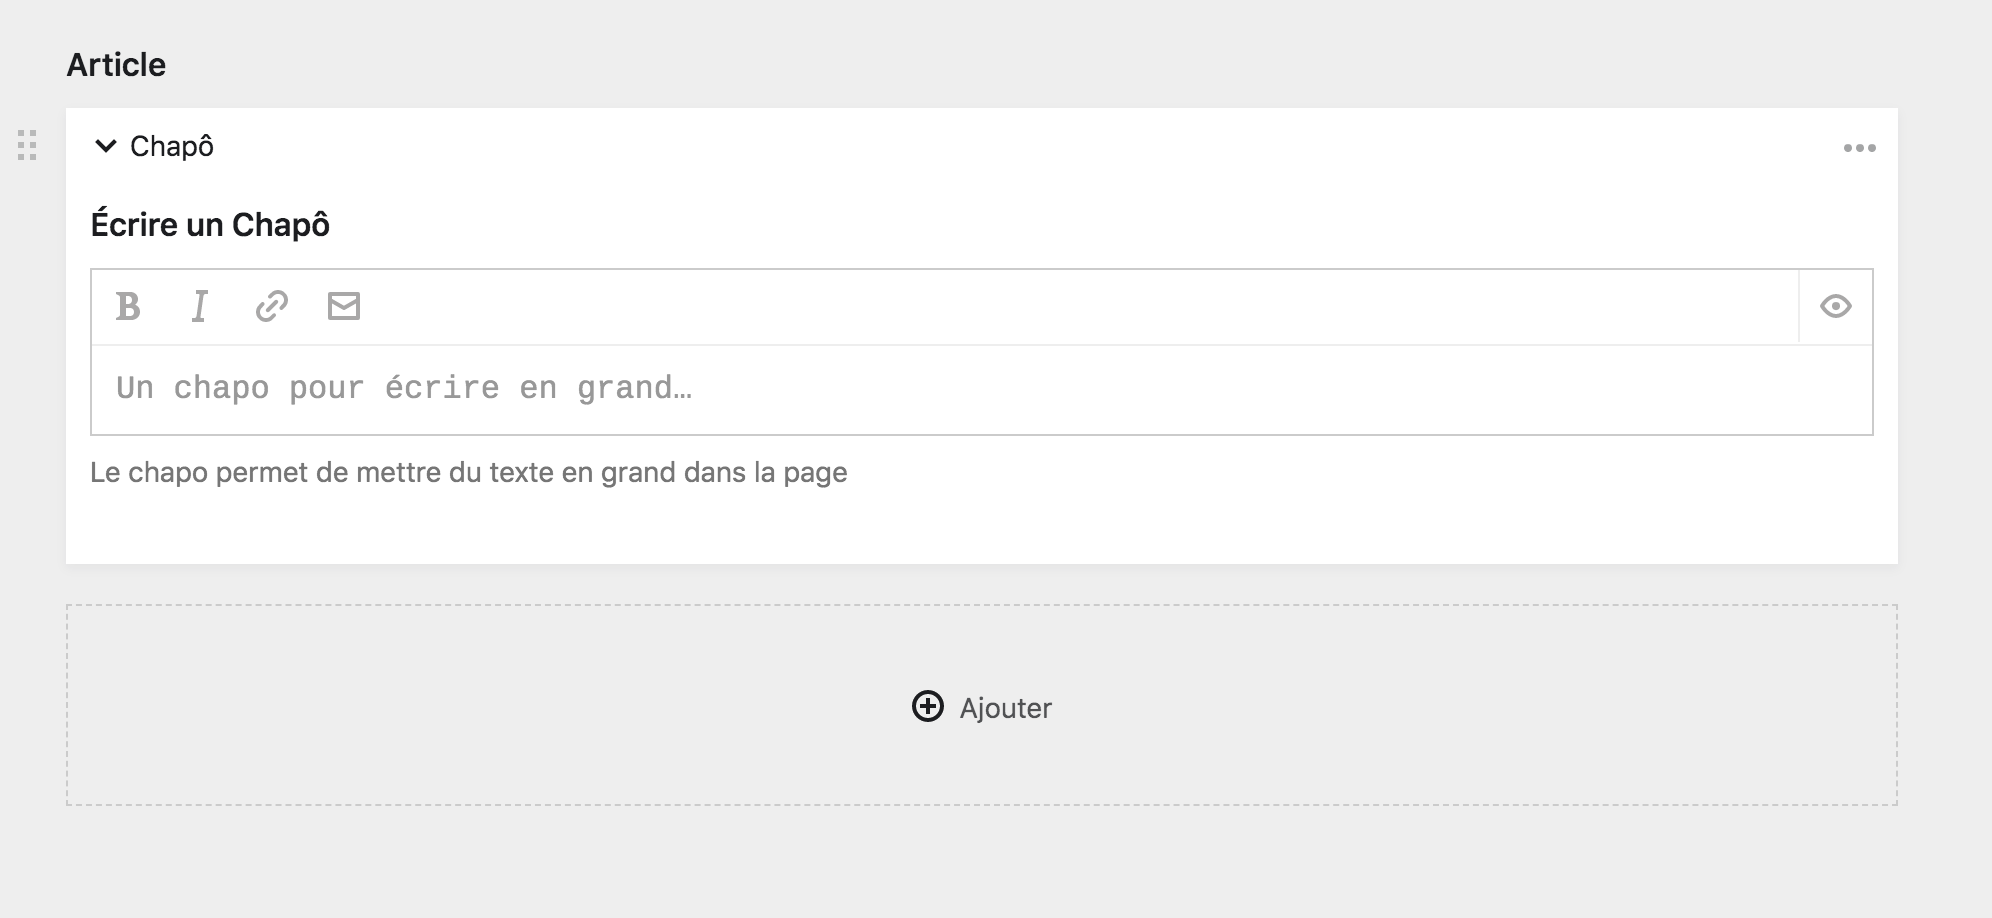 Article
Chapô
Écrire un Chapô
B I
Un chapo pour écrire en grand…
Le chapo permet de mettre du texte en grand dans la page
Ajouter